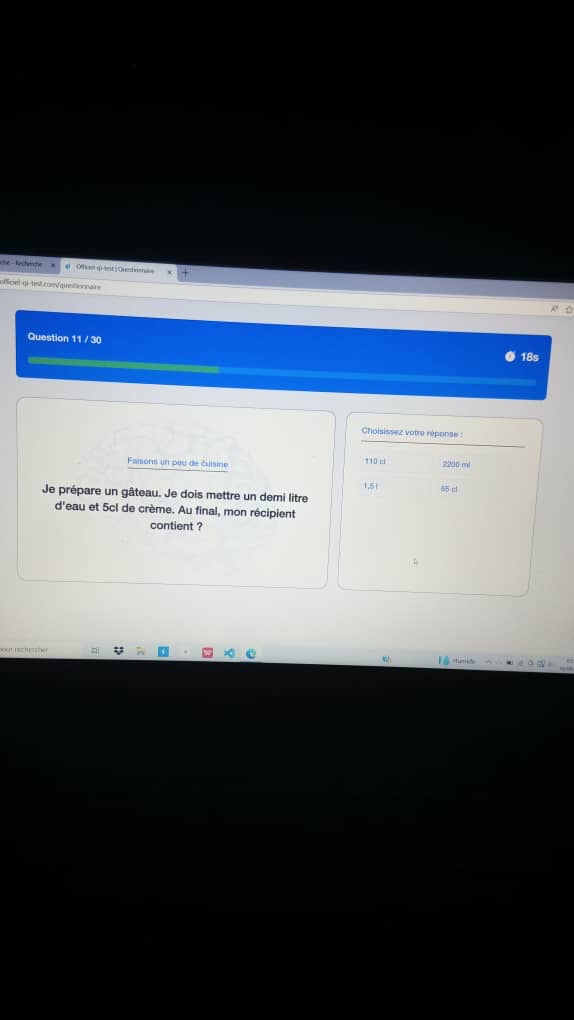 Recherche
Officiel-qi-test | Questionnaire
officiel-qi-test.com/questionnaire
Question 11 / 30
18s
Faisons un peu de cuisine
Je prépare un gâteau. Je dois mettre un demi litre
d'eau et 5cl de crème. Au final, mon récipient
contient ?
Choisissez votre réponse :
110 cl
2200 ml
1,5 l
55 cl
pour rechercher
Humide